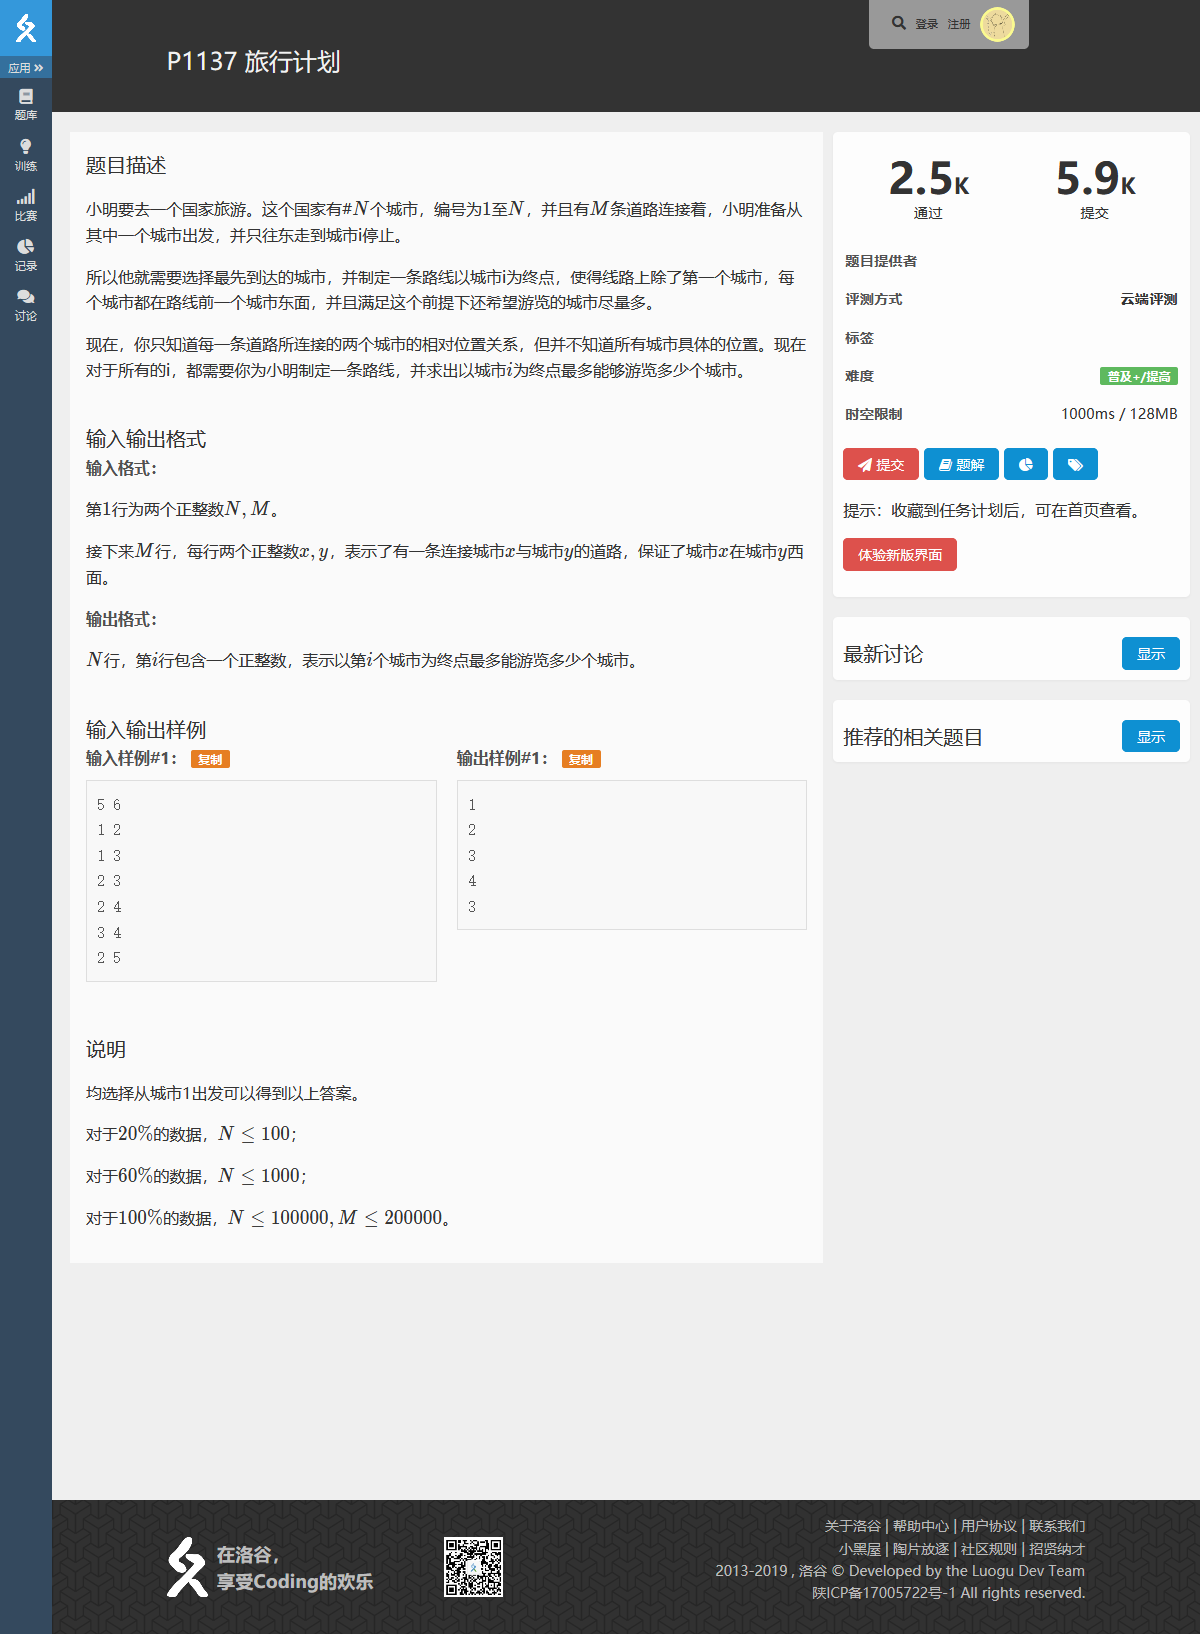 应用 »
题库
训练
比赛
记录
讨论
P1137 旅行计划
登录 注册
题目描述
小明要去一个国家旅游。这个国家有#N个城市，编号为1至N，并且有M条道路连接着，小明准备从
其中一个城市出发，并只往东走到城市i停止。
所以他就需要选择最先到达的城市，并制定一条路线以城市i为终点，使得线路上除了第一个城市，每
个城市都在路线前一个城市东面，并且满足这个前提下还希望游览的城市尽量多。
现在，你只知道每一条道路所连接的两个城市的相对位置关系，但并不知道所有城市具体的位置。现在
对于所有的i，都需要你为小明制定一条路线，并求出以城市i为终点最多能够游览多少个城市。
输入输出格式
输入格式：
第1行为两个正整数N, M。
接下来M行，每行两个正整数x, y，表示了有一条连接城市x与城市y的道路，保证了城市x在城市y西
面。
输出格式：
N行，第i行包含一个正整数，表示以第i个城市为终点最多能游览多少个城市。
输入输出样例
输入样例#1： 复制
5 6
1 2
1 3
2 3
2 4
3 4
2 5
输出样例#1： 复制
1
2
3
4
3
说明
均选择从城市1出发可以得到以上答案。
对于20%的数据，N ≤ 100；
对于60%的数据，N ≤ 1000；
对于100%的数据，N ≤ 100000, M ≤ 200000。
2.5K 5.9K
通过 提交
题目提供者
评测方式 云端评测
标签
难度 普及+/提高
时空限制 1000ms / 128MB
提交 题解
提示：收藏到任务计划后，可在首页查看。
体验新版界面
最新讨论 显示
推荐的相关题目 显示
在洛谷，
享受Coding的欢乐
关于洛谷 | 帮助中心 | 用户协议 | 联系我们
小黑屋 | 陶片放逐 | 社区规则 | 招贤纳才
2013-2019 , 洛谷 © Developed by the Luogu Dev Team
陕ICP备17005722号-1 All rights reserved.